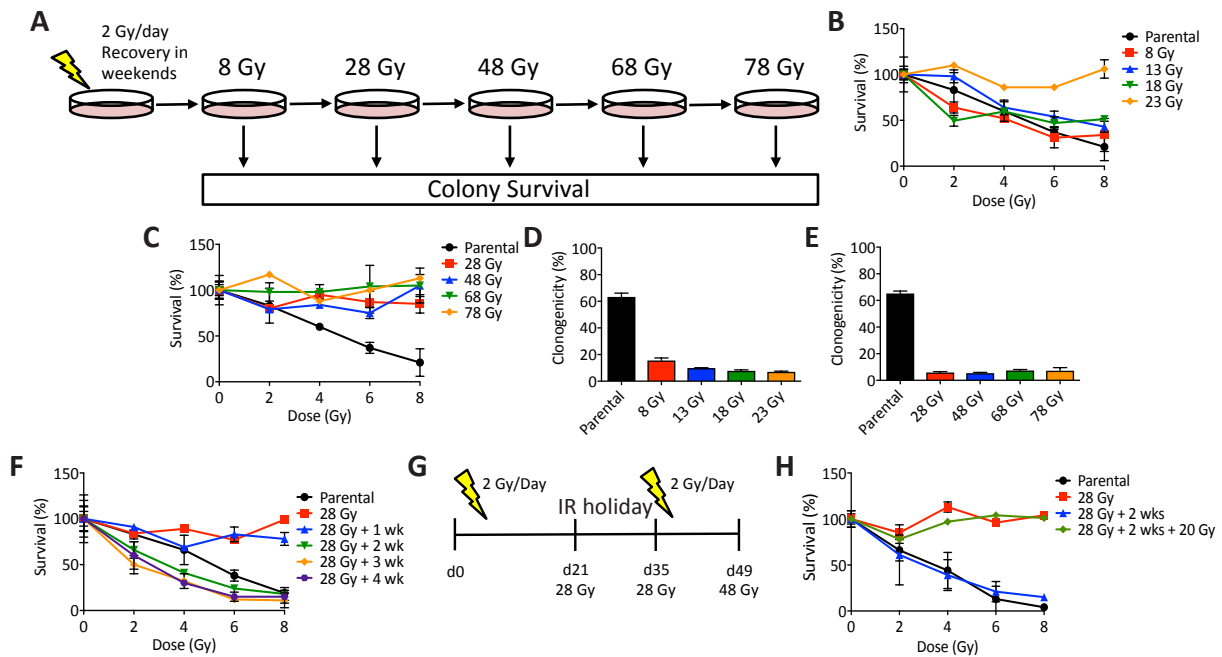 A
2 Gy/day
Recovery in
weekends
8 Gy
28 Gy
48 Gy
68 Gy
78 Gy
Colony Survival
B
Survival (%)
150
100
50
0
0 2 4 6 8
Dose (Gy)
Parental
8 Gy
13 Gy
18 Gy
23 Gy
C
Survival (%)
150
100
50
0
0 2 4 6 8
Dose (Gy)
Parental
28 Gy
48 Gy
68 Gy
78 Gy
D
Clonogenicity (%)
100
80
60
40
20
0
Parental
8 Gy
13 Gy
18 Gy
23 Gy
E
Clonogenicity (%)
100
80
60
40
20
0
Parental
28 Gy
48 Gy
68 Gy
78 Gy
F
Survival (%)
150
100
50
0
0 2 4 6 8
Dose (Gy)
Parental
28 Gy
28 Gy + 1 wk
28 Gy + 2 wk
28 Gy + 3 wk
28 Gy + 4 wk
G
2 Gy/Day
IR holiday
2 Gy/Day
d0
d21
28 Gy
d35
28 Gy
d49
48 Gy
H
Survival (%)
150
100
50
0
0 2 4 6 8
Dose (Gy)
Parental
28 Gy
28 Gy + 2 wks
28 Gy + 2 wks + 20 Gy